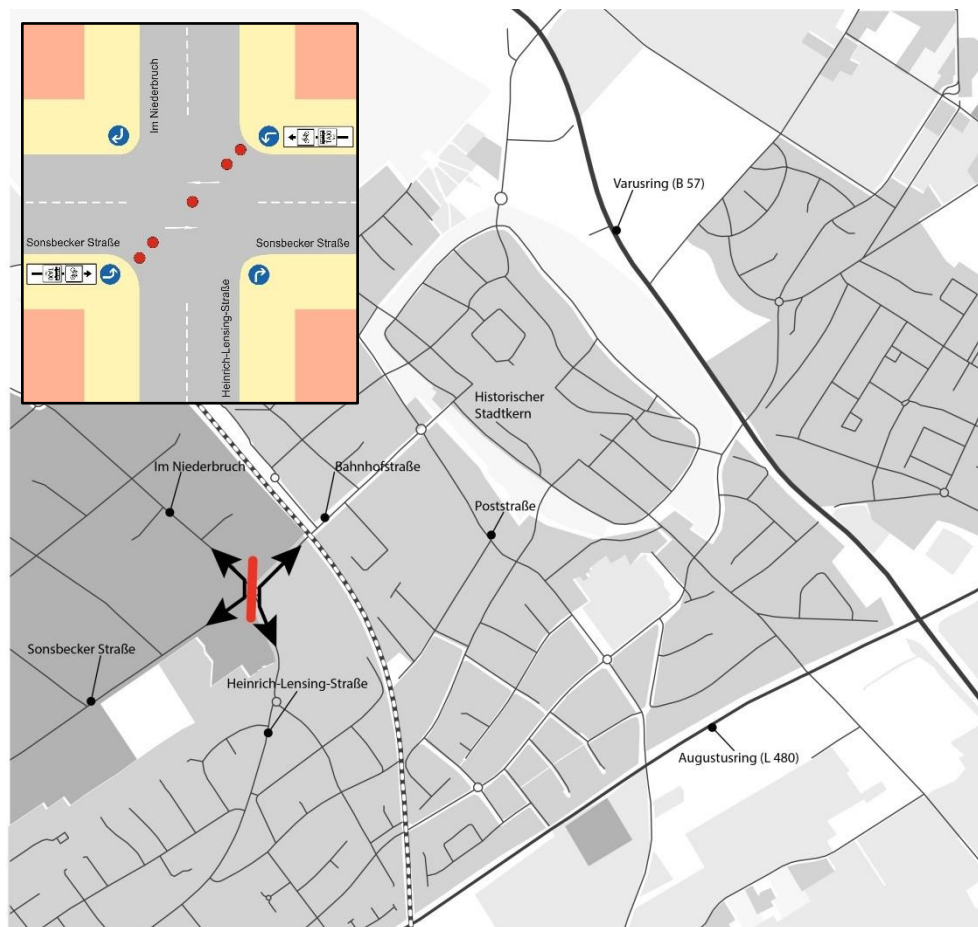 Im Niederbruch
Sonsbecker Straße
Sonsbecker Straße
Heinrich-Lensing-Straße
Varusring (B 57)
Historischer
Stadtkern
Im Niederbruch
Bahnhofstraße
Poststraße
Sonsbecker Straße
Heinrich-Lensing-Straße
Augustusring (L 480)